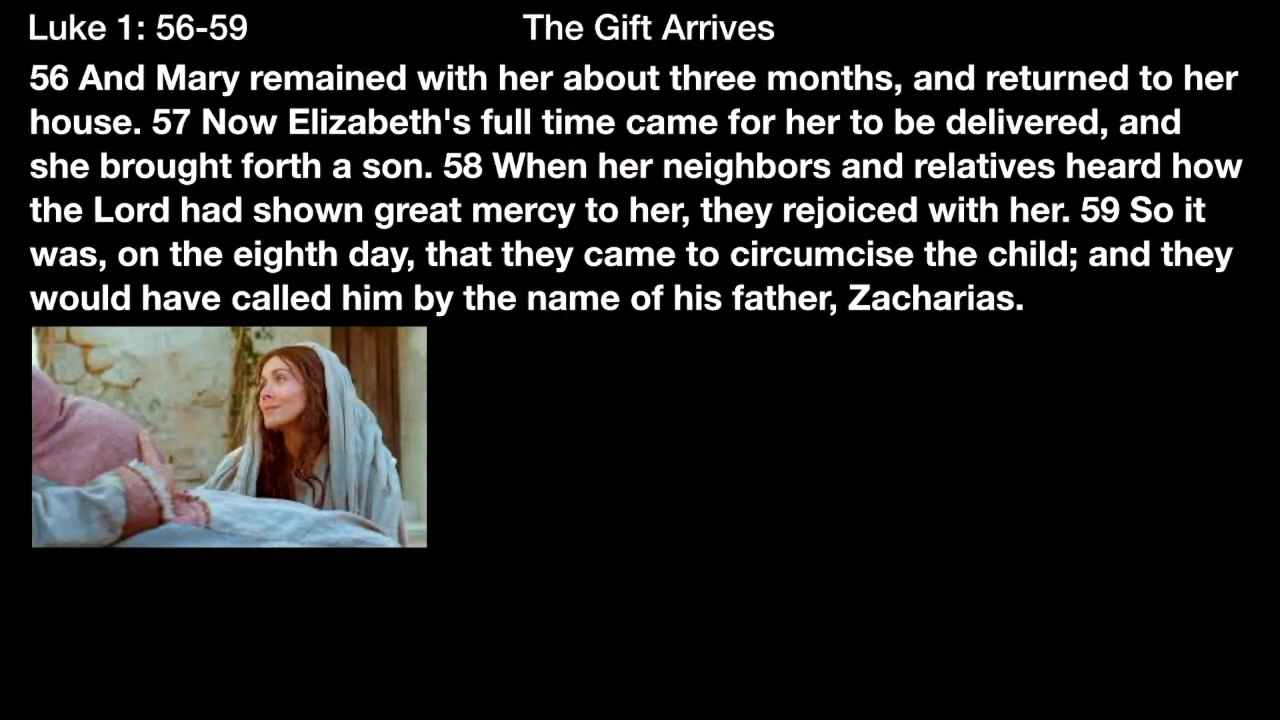 Luke 1: 56-59
The Gift Arrives
56 And Mary remained with her about three months, and returned to her
house. 57 Now Elizabeth's full time came for her to be delivered, and
she brought forth a son. 58 When her neighbors and relatives heard how
the Lord had shown great mercy to her, they rejoiced with her. 59 So it
was, on the eighth day, that they came to circumcise the child; and they
would have called him by the name of his father, Zacharias.